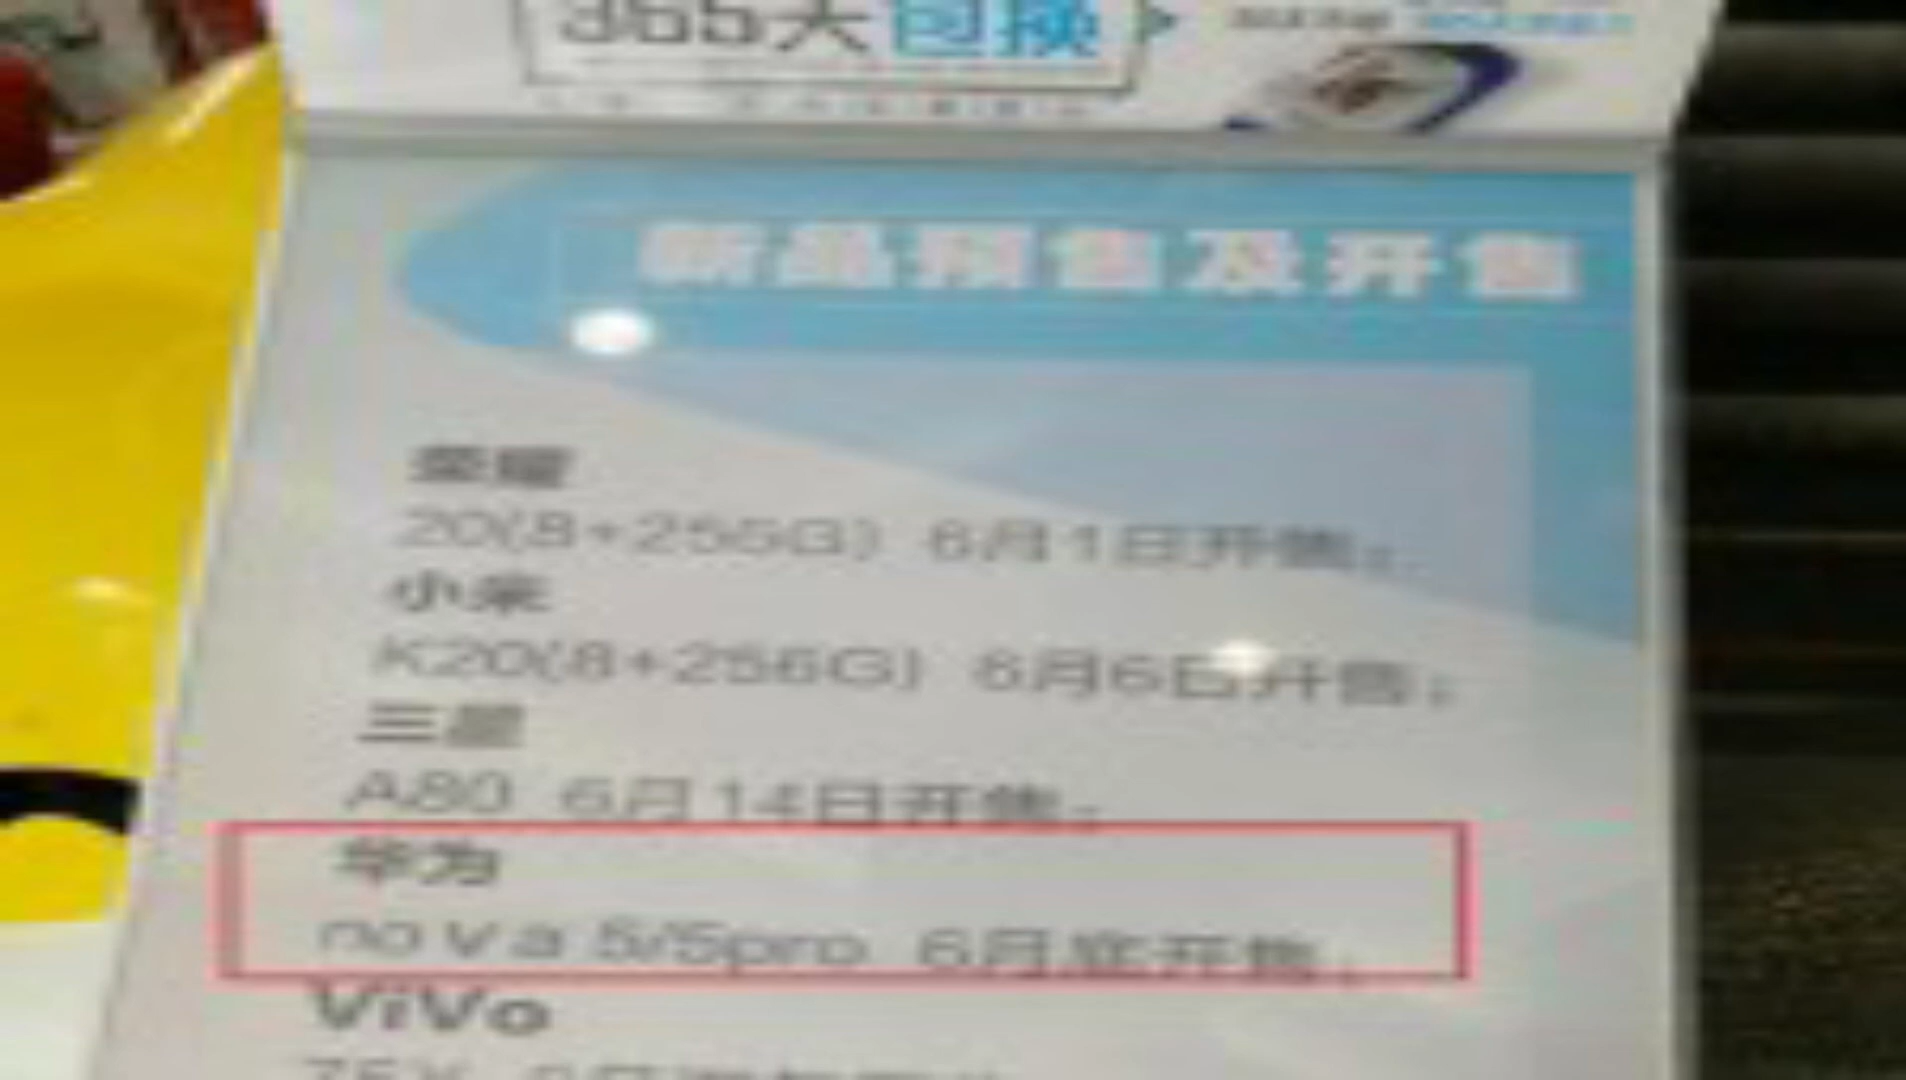 365天包换
新品预售及开售
荣耀
20(8+256G) 6月1日开售;
小米
K20(8+256G) 6月6日开售;
三星
A80 6月14日开售;
华为
nova 5/5pro 6月底开售;
ViVo